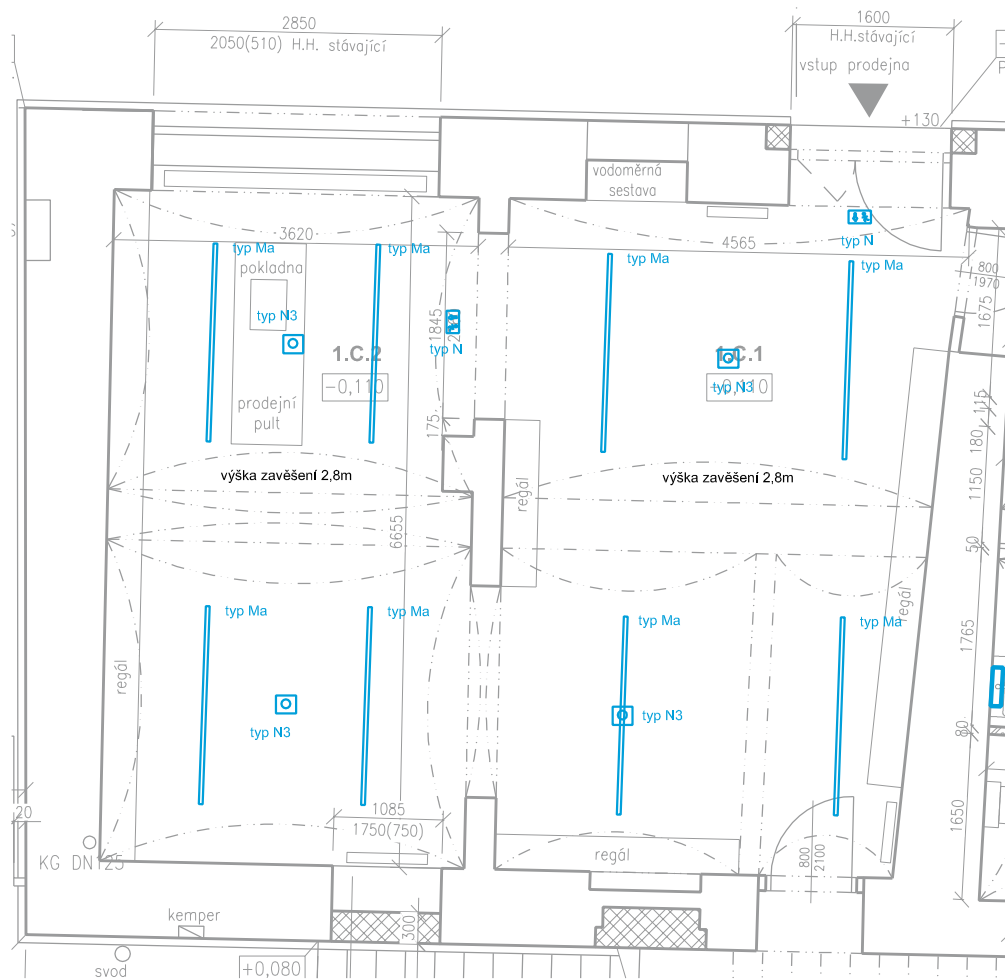 2850
2050(510) H.H. stávající
1600
H.H.stávající
vstup prodejna
+130
vodoměrná
sestava
typ N
3620
4565
800
1970
1675
typ Ma
typ Ma
typ Ma
typ Ma
pokladna
typ N3
1845
typ N
1.C.2
-0,110
1.C.1
typ N3
prodejní
pult
175
115
180
1150
50
výška zavěšení 2,8m
výška zavěšení 2,8m
regál
6655
regál
typ Ma
typ Ma
typ Ma
typ Ma
1765
regál
typ N3
typ N3
80
20
1085
1750(750)
KG DN125
regál
800
2100
1650
kemper
300
svod
+0,080